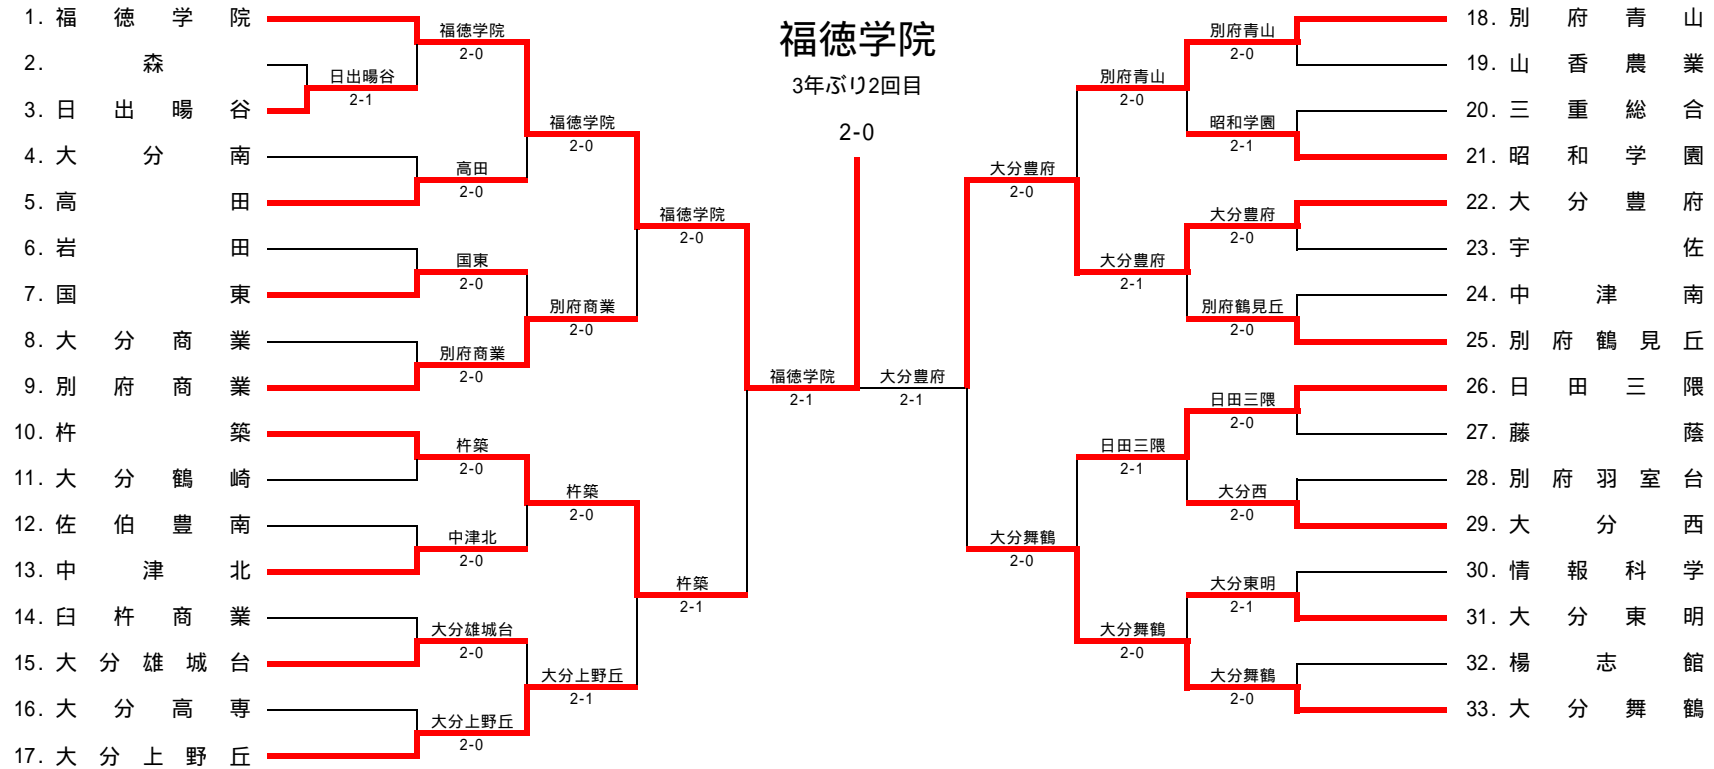 福徳学院
3年ぶり2回目
2-0
1. 福徳学院
2. 森
3. 日出暘谷
4. 大分南
5. 高田
6. 岩田
7. 国東
8. 大分商業
9. 別府商業
10. 杵築
11. 大分鶴崎
12. 佐伯豊南
13. 中津北
14. 臼杵商業
15. 大分雄城台
16. 大分高専
17. 大分上野丘
日出暘谷
2-1
福徳学院
2-0
高田
2-0
国東
2-0
別府商業
2-0
杵築
2-0
中津北
2-0
大分雄城台
2-0
大分上野丘
2-0
福徳学院
2-0
別府商業
2-0
杵築
2-0
大分上野丘
2-1
福徳学院
2-0
杵築
2-1
福徳学院
2-1
大分豊府
2-1
大分豊府
2-0
大分舞鶴
2-0
別府青山
2-0
大分豊府
2-1
日田三隈
2-1
大分舞鶴
2-0
別府青山
2-0
昭和学園
2-1
大分豊府
2-0
別府鶴見丘
2-0
日田三隈
2-0
大分西
2-0
大分東明
2-1
大分舞鶴
2-0
18. 別府青山
19. 山香農業
20. 三重総合
21. 昭和学園
22. 大分豊府
23. 宇佐
24. 中津南
25. 別府鶴見丘
26. 日田三隈
27. 藤蔭
28. 別府羽室台
29. 大分西
30. 情報科学
31. 大分東明
32. 楊志館
33. 大分舞鶴